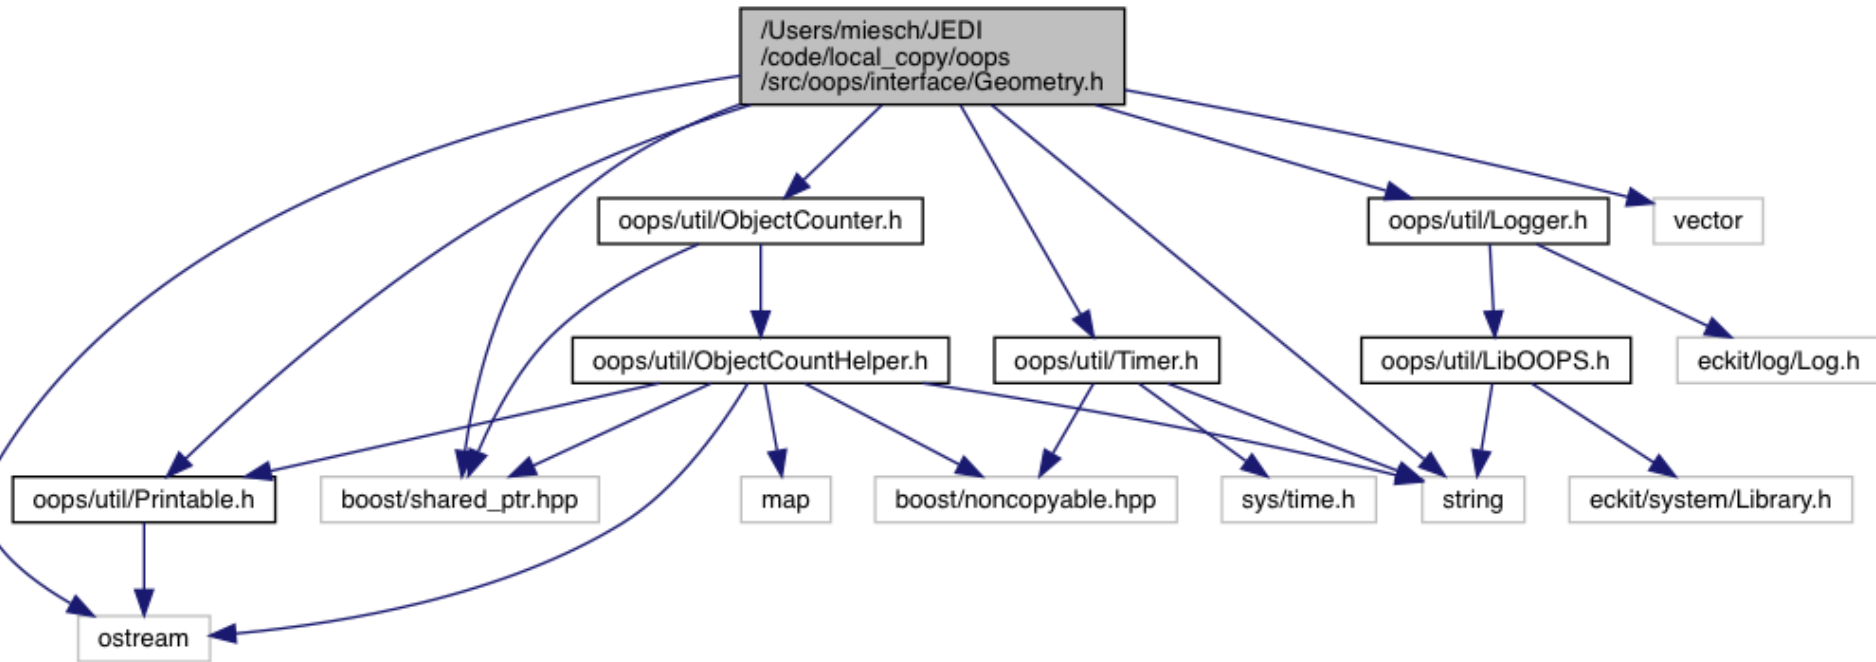 /Users/miesch/JEDI
/code/local_copy/oops
/src/oops/interface/Geometry.h
oops/util/ObjectCounter.h
oops/util/Logger.h
vector
oops/util/ObjectCountHelper.h
oops/util/Timer.h
oops/util/LibOOPS.h
eckit/log/Log.h
oops/util/Printable.h
boost/shared_ptr.hpp
map
boost/noncopyable.hpp
sys/time.h
string
eckit/system/Library.h
ostream